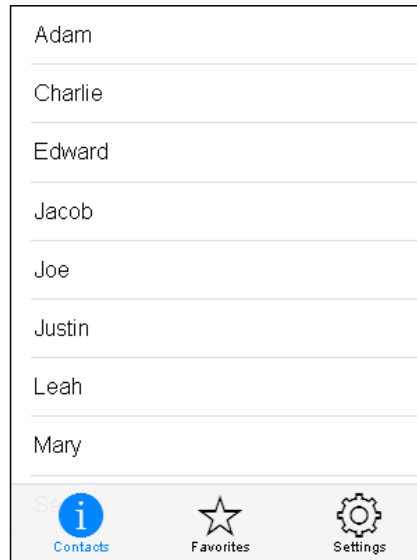 Adam
Charlie
Edward
Jacob
Joe
Justin
Leah
Mary
Contacts Favorites Settings